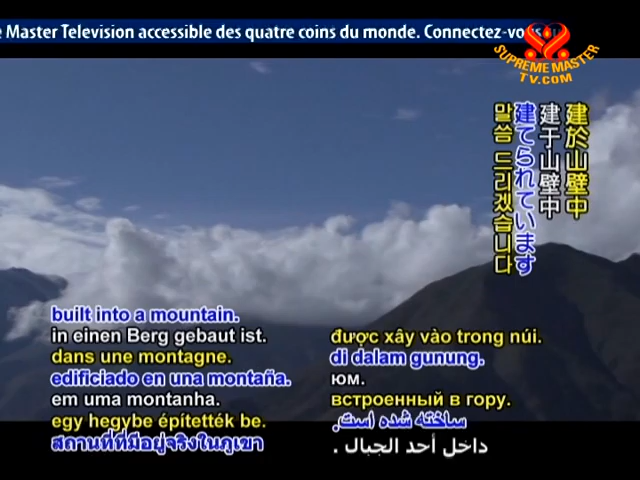 Master Television accessible des quatre coins du monde. Connectez-vous
SUPREME MASTER
TV.COM
建於山壁中
建于山壁中
建てられています
말씀 드리겠습니다
built into a mountain.
in einen Berg gebaut ist.
dans une montagne.
edificiado en una montaña.
em uma montanha.
egy hegybe építették be.
สถานที่ที่มีอยู่จริงในภูเขา
được xây vào trong núi.
di dalam gunung.
юм.
встроенный в гору.
ساخته شده است.
داخل أحد الجبال .